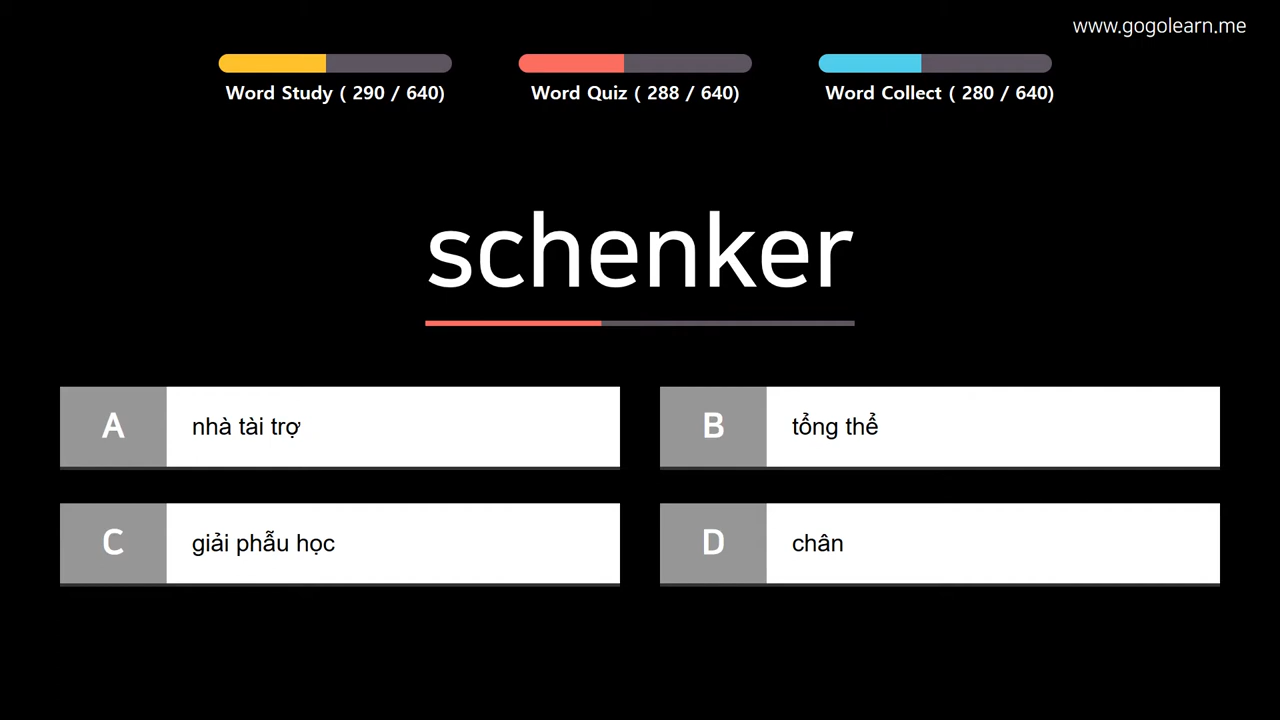 www.gogolearn.me
Word Study ( 290 / 640)
Word Quiz ( 288 / 640)
Word Collect ( 280 / 640)
schenker
A nhà tài trợ
B tổng thể
C giải phẫu học
D chân